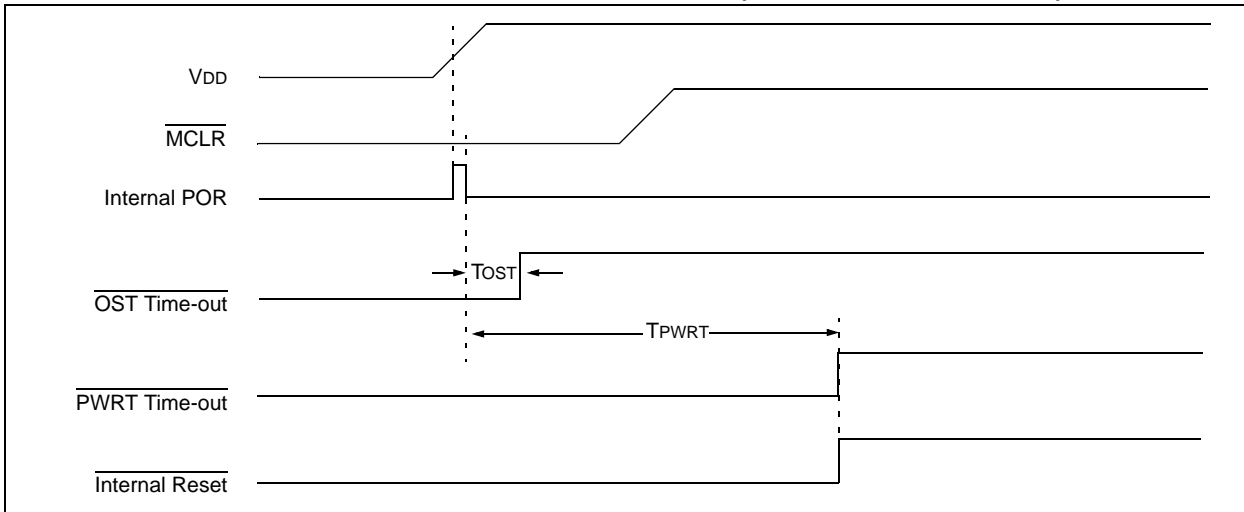 VDD
MCLR
Internal POR
TOST
OST Time-out
TPWRT
PWRT Time-out
Internal Reset